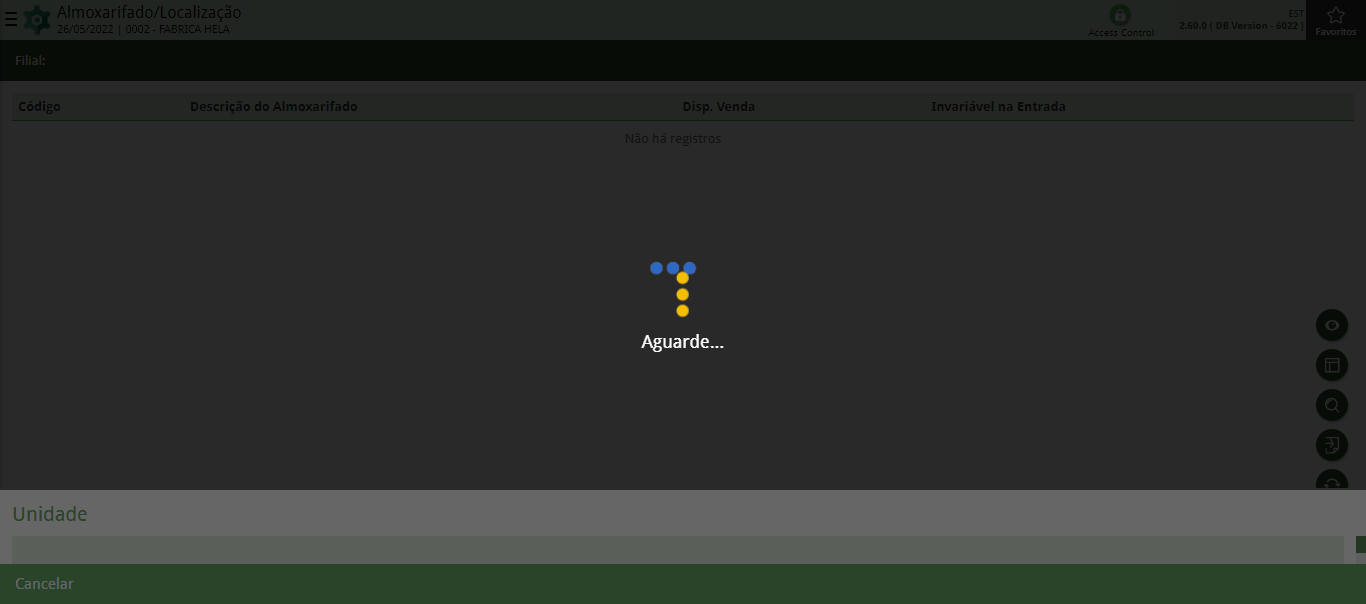 Almoxarifado/Localização
26/05/2022 | 0002 - FABRICA HELA
Access Control
EST
2.60.0 ( DB Version - 6022 )
Favoritos
Filial:
Código Descrição do Almoxarifado Disp. Venda Invariável na Entrada
Não há registros
Aguarde...
Unidade
Cancelar